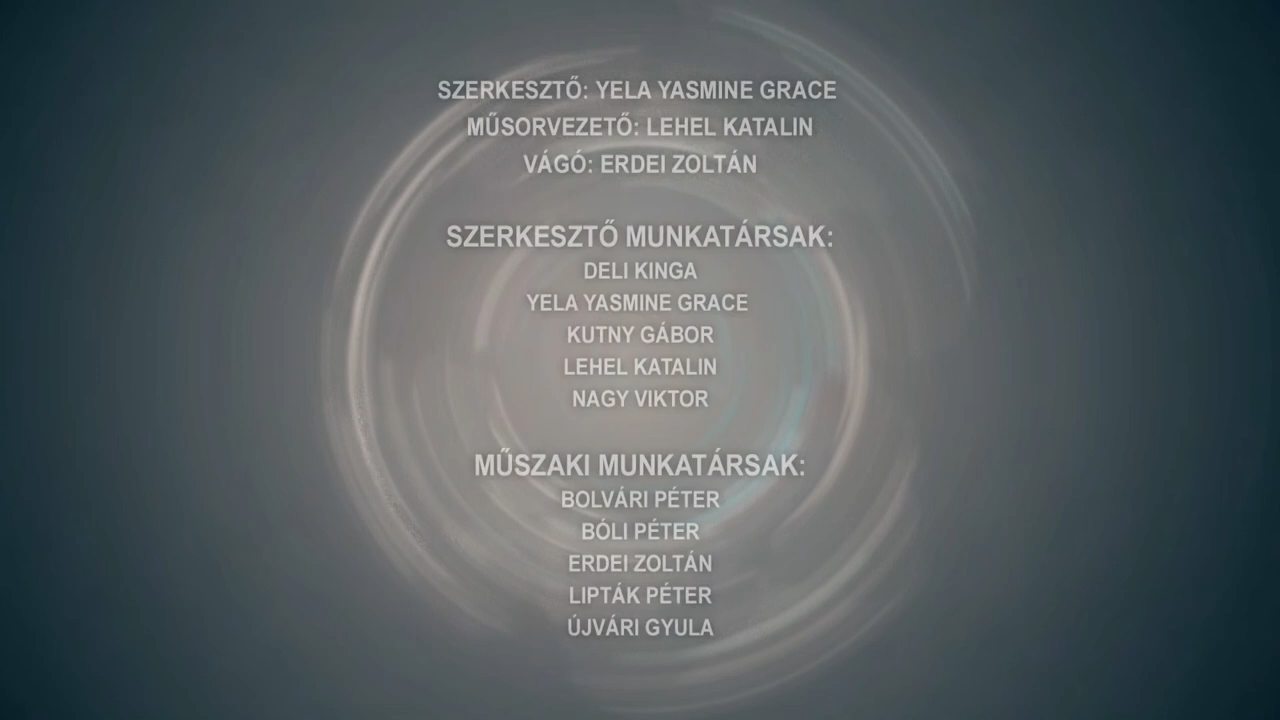 SZERKESZTŐ: YELA YASMINE GRACE
MŰSORVEZETŐ: LEHEL KATALIN
VÁGÓ: ERDEI ZOLTÁN
SZERKESZTŐ MUNKATÁRSAK:
DELI KINGA
YELA YASMINE GRACE
KUTNY GÁBOR
LEHEL KATALIN
NAGY VIKTOR
MŰSZAKI MUNKATÁRSAK:
BOLVÁRI PÉTER
BÓLI PÉTER
ERDEI ZOLTÁN
LIPTÁK PÉTER
ÚJVÁRI GYULA